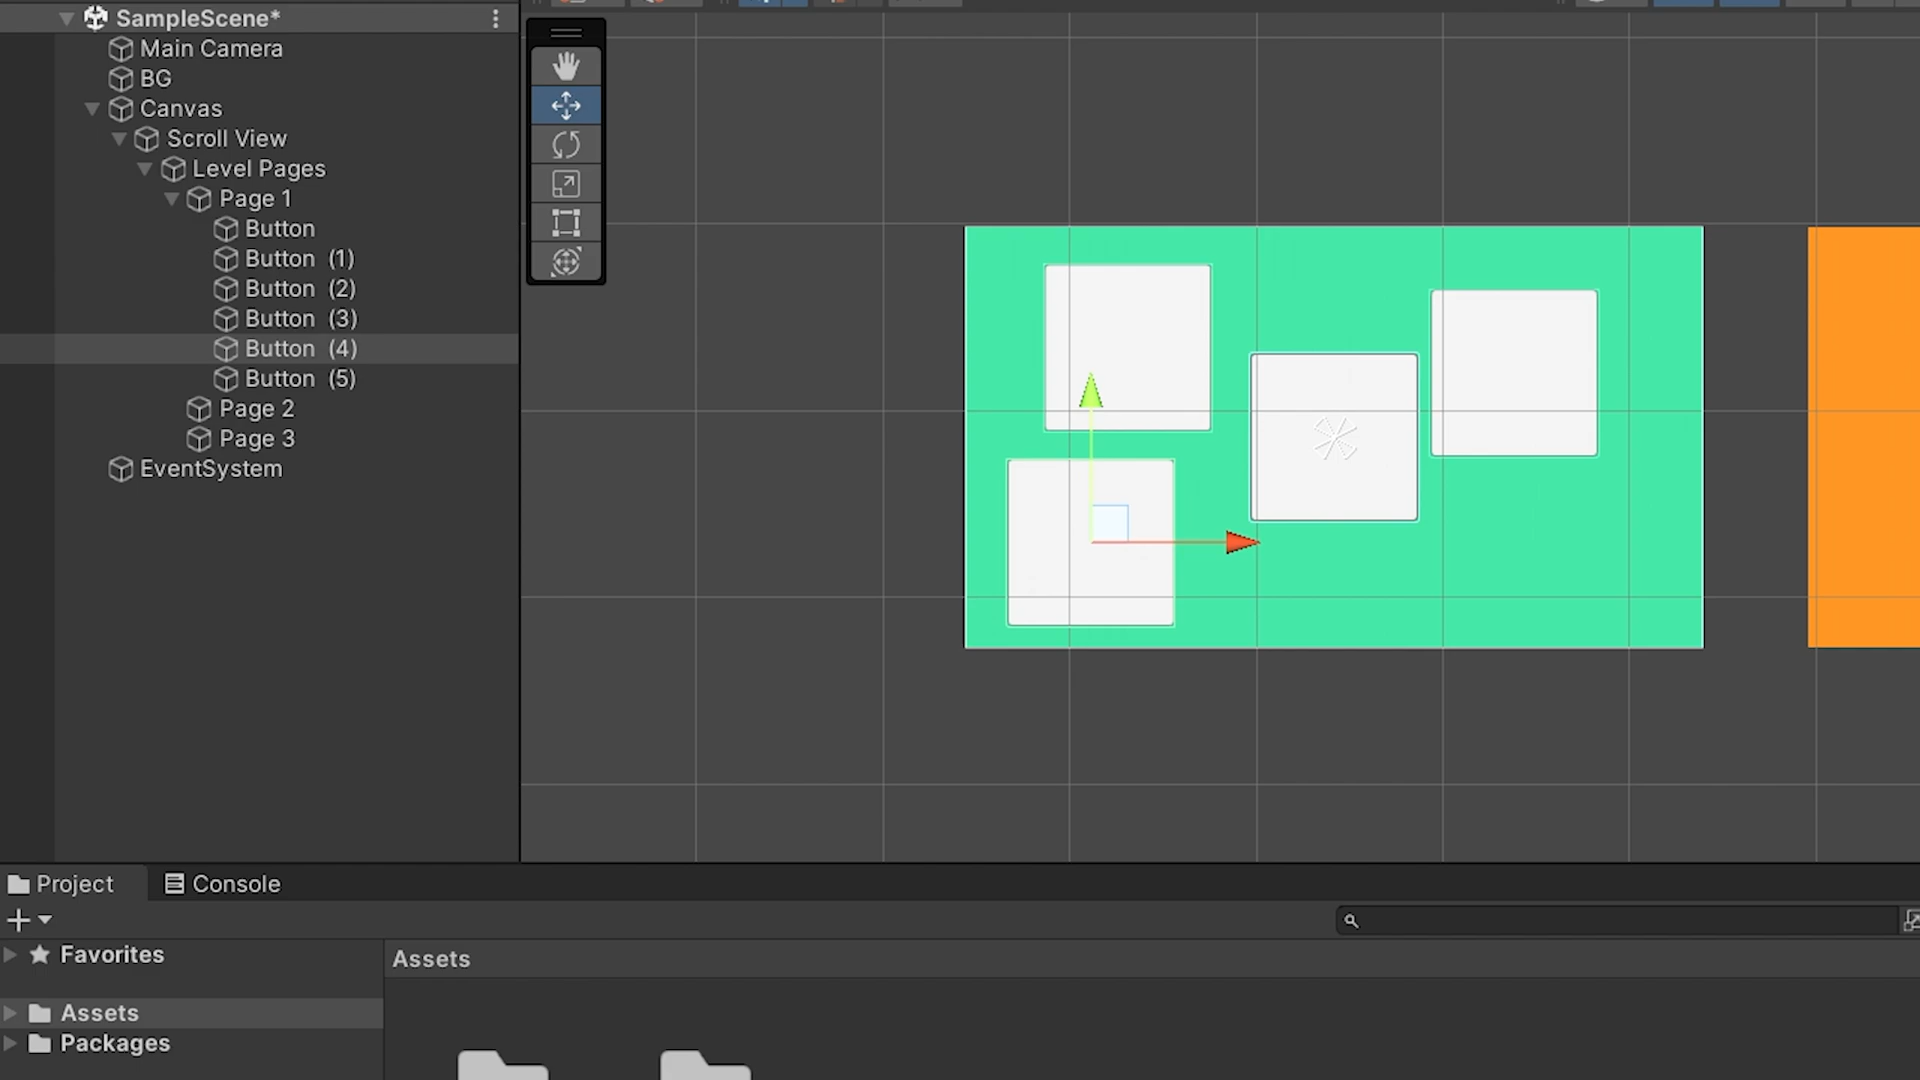 SampleScene*
Main Camera
BG
Canvas
Scroll View
Level Pages
Page 1
Button
Button (1)
Button (2)
Button (3)
Button (4)
Button (5)
Page 2
Page 3
EventSystem
Project
Console
Favorites
Assets
Packages
Assets